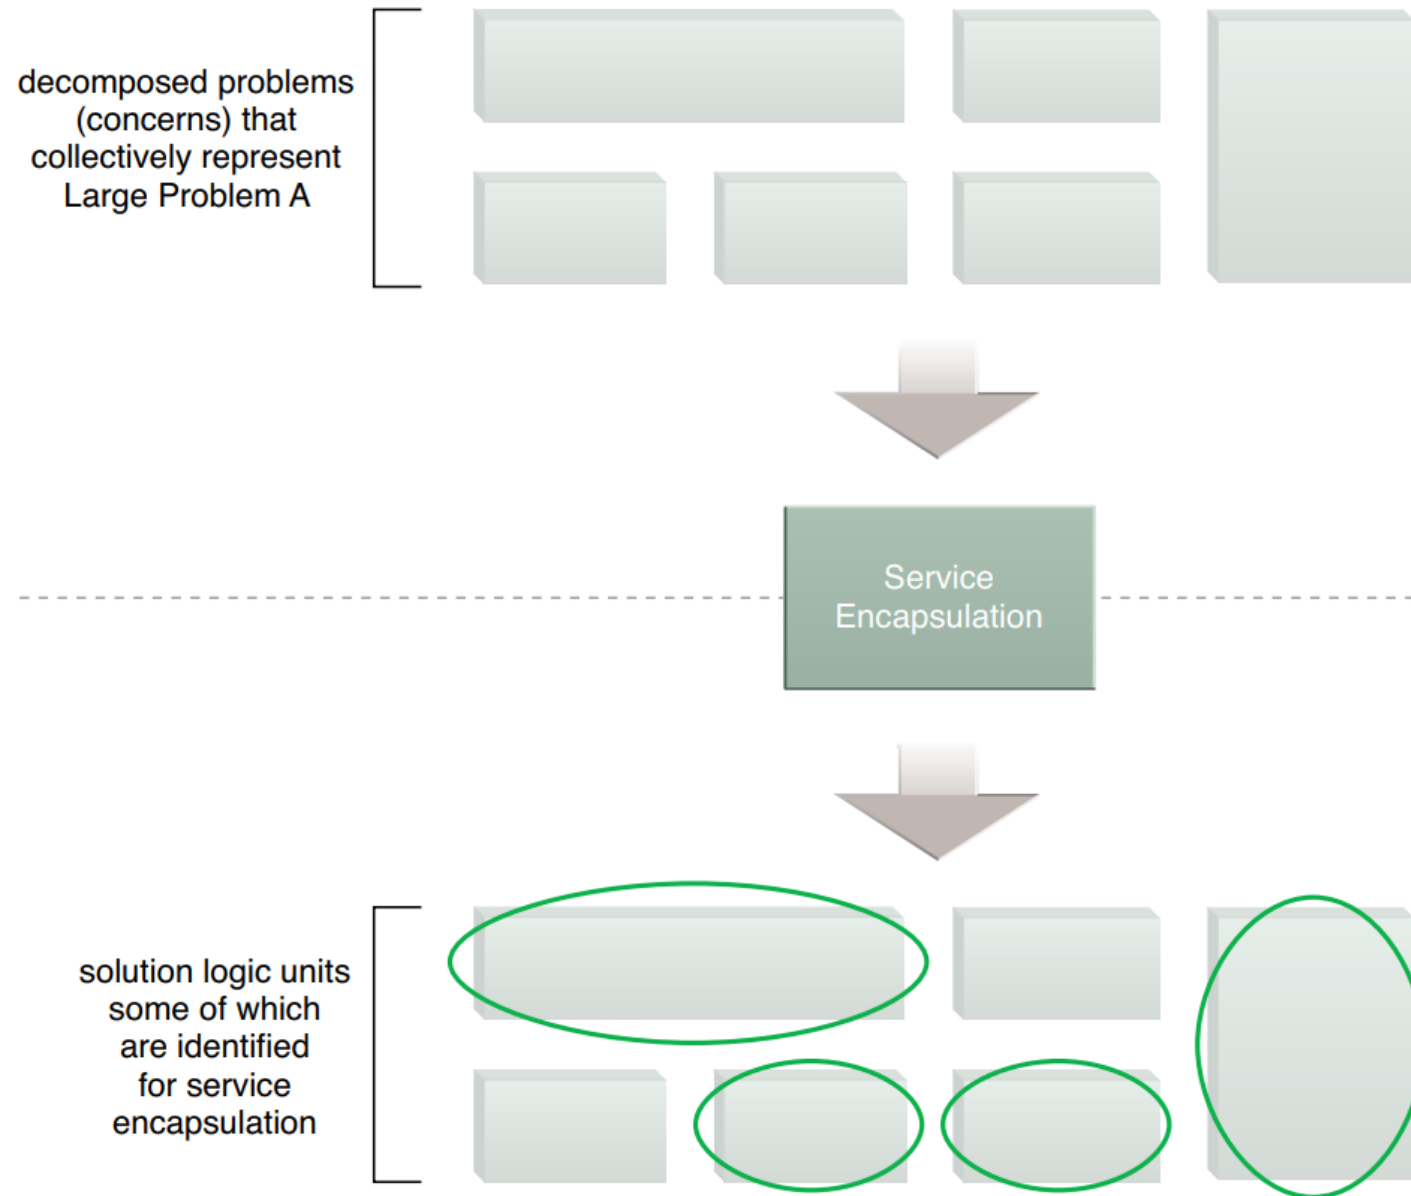 decomposed problems
(concerns) that
collectively represent
Large Problem A
Service
Encapsulation
solution logic units
some of which
are identified
for service
encapsulation